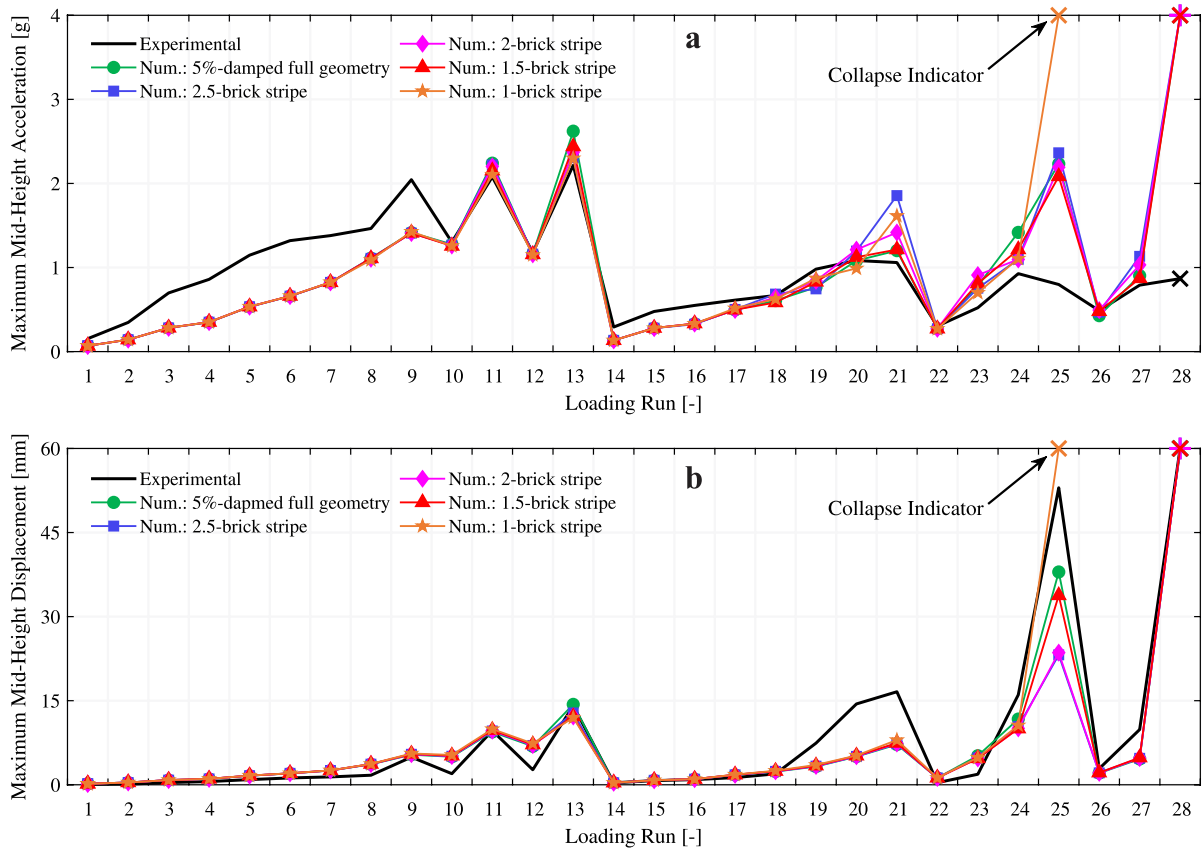 a
Maximum Mid-Height Acceleration [g]
4
3
2
1
0
Experimental
Num.: 5%-damped full geometry
Num.: 2.5-brick stripe
Num.: 2-brick stripe
Num.: 1.5-brick stripe
Num.: 1-brick stripe
Collapse Indicator
1 2 3 4 5 6 7 8 9 10 11 12 13 14 15 16 17 18 19 20 21 22 23 24 25 26 27 28
Loading Run [-]
b
Maximum Mid-Height Displacement [mm]
60
45
30
15
0
Experimental
Num.: 5%-dapmed full geometry
Num.: 2.5-brick stripe
Num.: 2-brick stripe
Num.: 1.5-brick stripe
Num.: 1-brick stripe
Collapse Indicator
1 2 3 4 5 6 7 8 9 10 11 12 13 14 15 16 17 18 19 20 21 22 23 24 25 26 27 28
Loading Run [-]